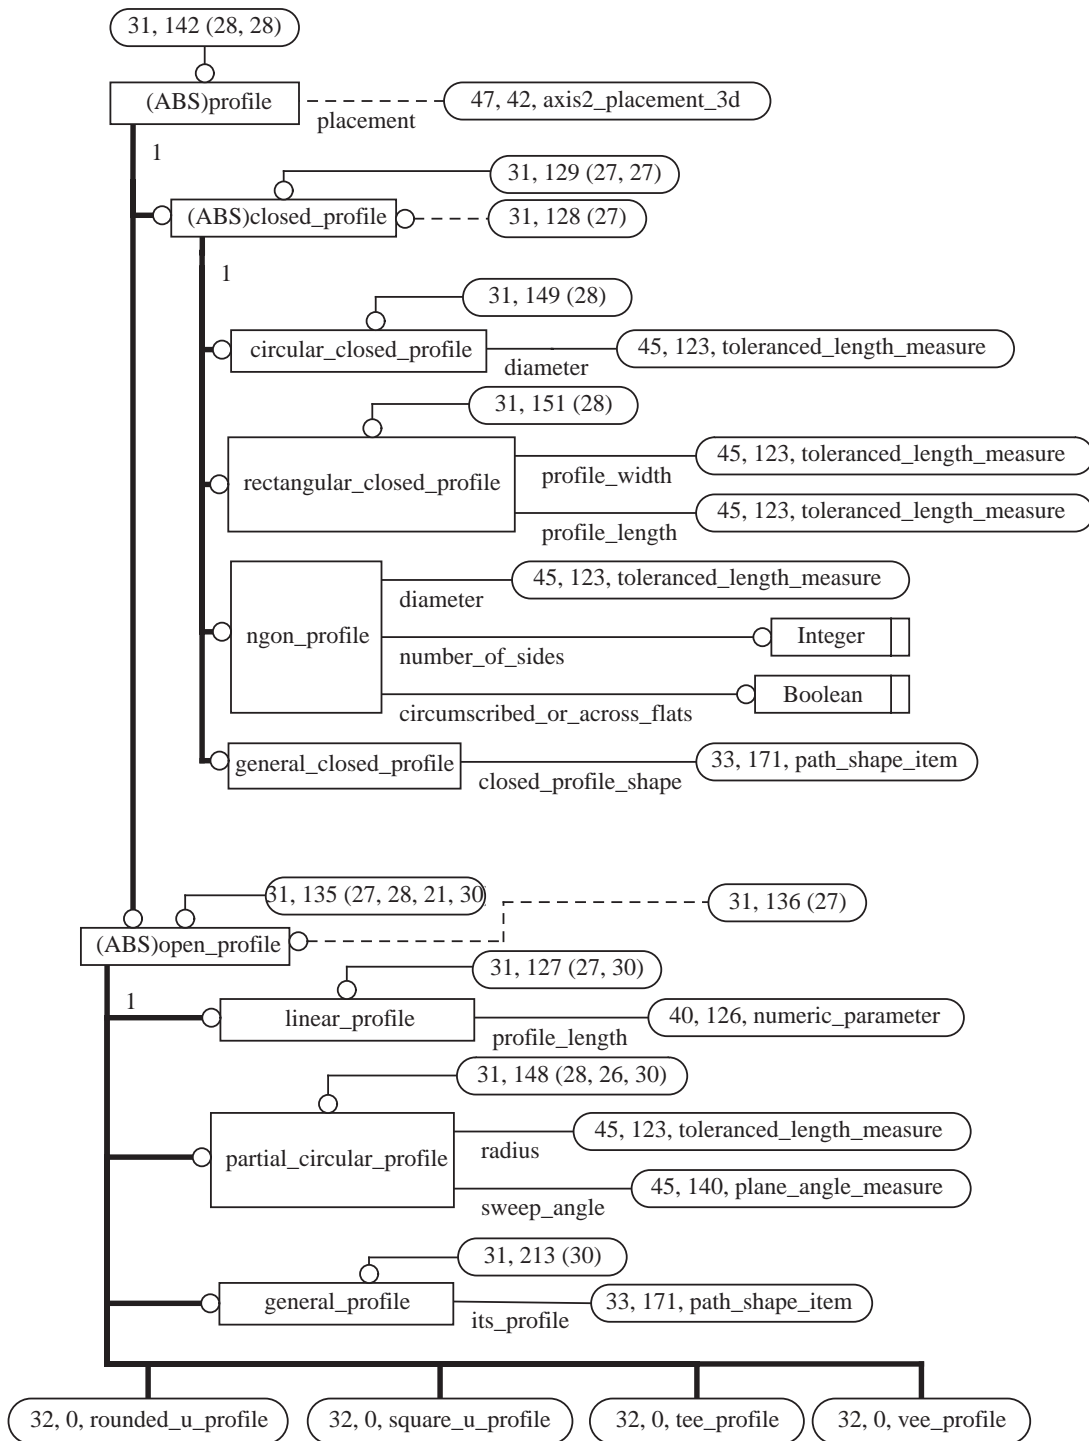 31, 142 (28, 28)
(ABS)profile
47, 42, axis2_placement_3d
placement
1
31, 129 (27, 27)
(ABS)closed_profile
31, 128 (27)
1
31, 149 (28)
circular_closed_profile
45, 123, toleranced_length_measure
diameter
31, 151 (28)
45, 123, toleranced_length_measure
profile_width
rectangular_closed_profile
45, 123, toleranced_length_measure
profile_length
45, 123, toleranced_length_measure
diameter
ngon_profile
Integer
number_of_sides
Boolean
circumscribed_or_across_flats
general_closed_profile
33, 171, path_shape_item
closed_profile_shape
31, 135 (27, 28, 21, 30)
31, 136 (27)
(ABS)open_profile
31, 127 (27, 30)
1
linear_profile
40, 126, numeric_parameter
profile_length
31, 148 (28, 26, 30)
45, 123, toleranced_length_measure
radius
partial_circular_profile
45, 140, plane_angle_measure
sweep_angle
31, 213 (30)
general_profile
33, 171, path_shape_item
its_profile
32, 0, rounded_u_profile
32, 0, square_u_profile
32, 0, tee_profile
32, 0, vee_profile